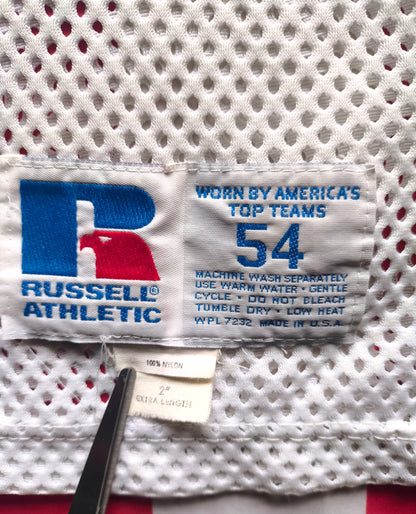 WORN BY AMERICA'S
TOP TEAMS
54
MACHINE WASH SEPARATELY
USE WARM WATER • GENTLE
CYCLE • DO NOT BLEACH
TUMBLE DRY • LOW HEAT
WPL 7232 MADE IN U.S.A.
R
RUSSELL®
ATHLETIC
100% NYLON
2"
EXTRA LENGTH